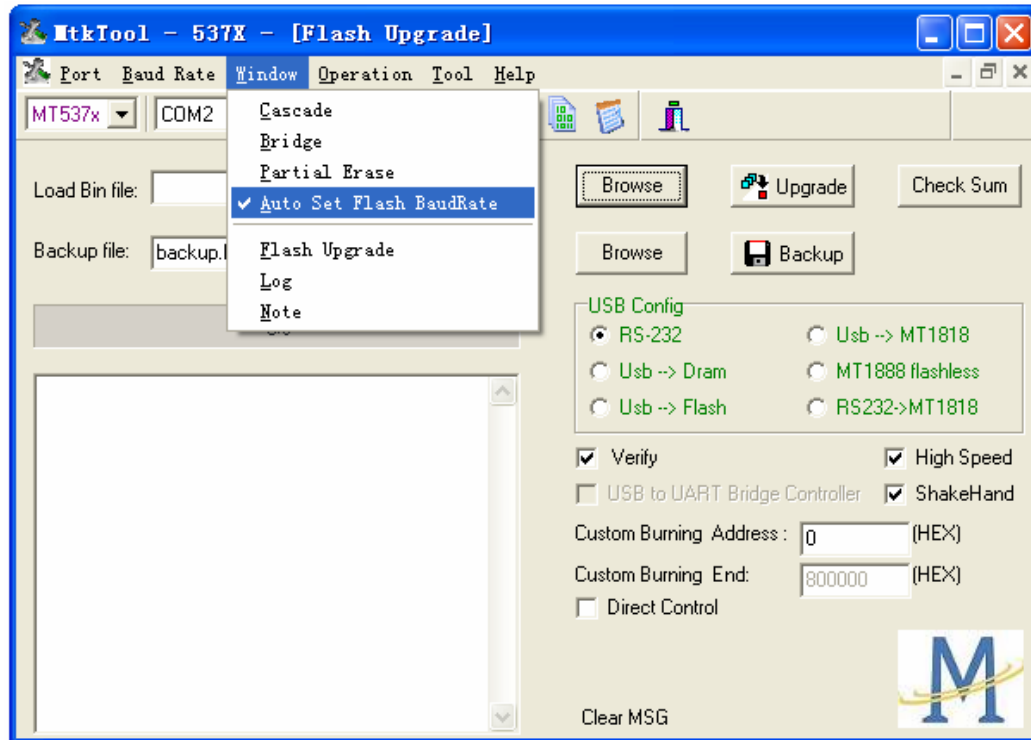 MtkTool - 537X - [Flash Upgrade]
Port Baud Rate Window Operation Tool Help
MT537x COM2
Cascade
Bridge
Partial Erase
Auto Set Flash BaudRate
Flash Upgrade
Log
Note
Load Bin file:
Browse Upgrade Check Sum
Backup file: backup.
Browse Backup
USB Config
RS-232 Usb --> MT1818
Usb --> Dram MT1888 flashless
Usb --> Flash RS232->MT1818
Verify High Speed
USB to UART Bridge Controller ShakeHand
Custom Burning Address : 0 (HEX)
Custom Burning End: 800000 (HEX)
Direct Control
M
Clear MSG